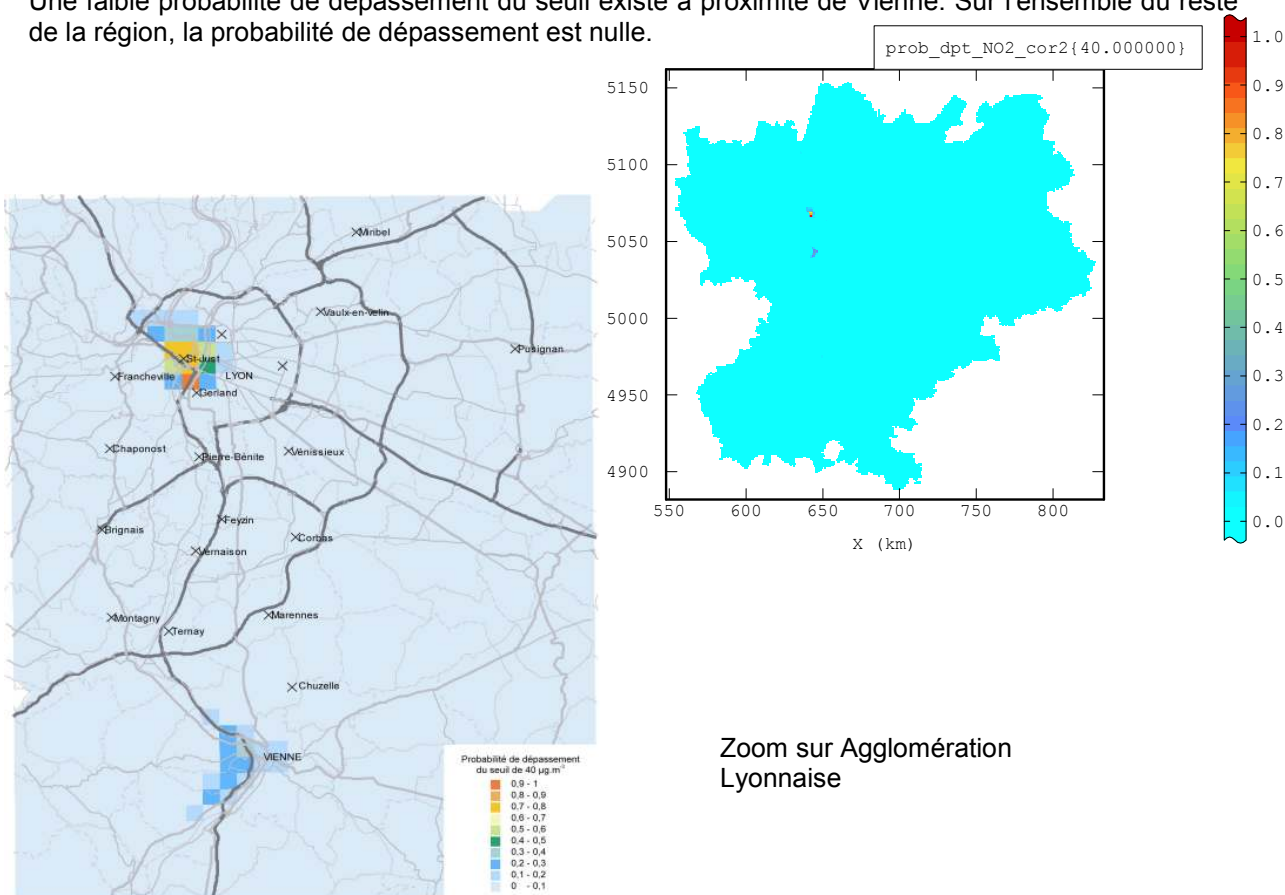 Une faible probabilité de dépassement du seuil existe à proximité de Vienne. Sur l'ensemble du reste
de la région, la probabilité de dépassement est nulle.
prob_dpt_NO2_cor2{40.000000}
1.0
0.9
0.8
0.7
0.6
0.5
0.4
0.3
0.2
0.1
0.0
5150
5100
5050
5000
4950
4900
550 600 650 700 750 800
X (km)
Miribel
Vaulx-en-velin
Pusignan
St-Just
Francheville
LYON
Gerland
Chaponost
Pierre-Bénite
Vénissieux
Feyzin
Brignais
Corbas
Vernaison
Montagny
Marennes
Ternay
Chuzelle
VIENNE
Probabilité de dépassement
du seuil de 40 µg.m⁻³
0,9 - 1
0,8 - 0,9
0,7 - 0,8
0,6 - 0,7
0,5 - 0,6
0,4 - 0,5
0,3 - 0,4
0,2 - 0,3
0,1 - 0,2
0 - 0,1
Zoom sur Agglomération
Lyonnaise